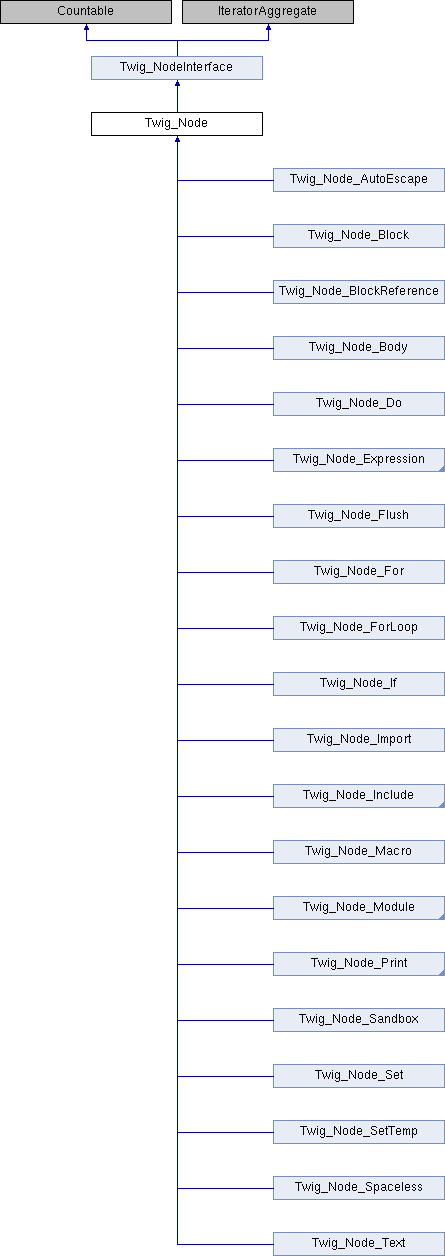 Countable
IteratorAggregate
Twig_NodeInterface
Twig_Node
Twig_Node_AutoEscape
Twig_Node_Block
Twig_Node_BlockReference
Twig_Node_Body
Twig_Node_Do
Twig_Node_Expression
Twig_Node_Flush
Twig_Node_For
Twig_Node_ForLoop
Twig_Node_If
Twig_Node_Import
Twig_Node_Include
Twig_Node_Macro
Twig_Node_Module
Twig_Node_Print
Twig_Node_Sandbox
Twig_Node_Set
Twig_Node_SetTemp
Twig_Node_Spaceless
Twig_Node_Text